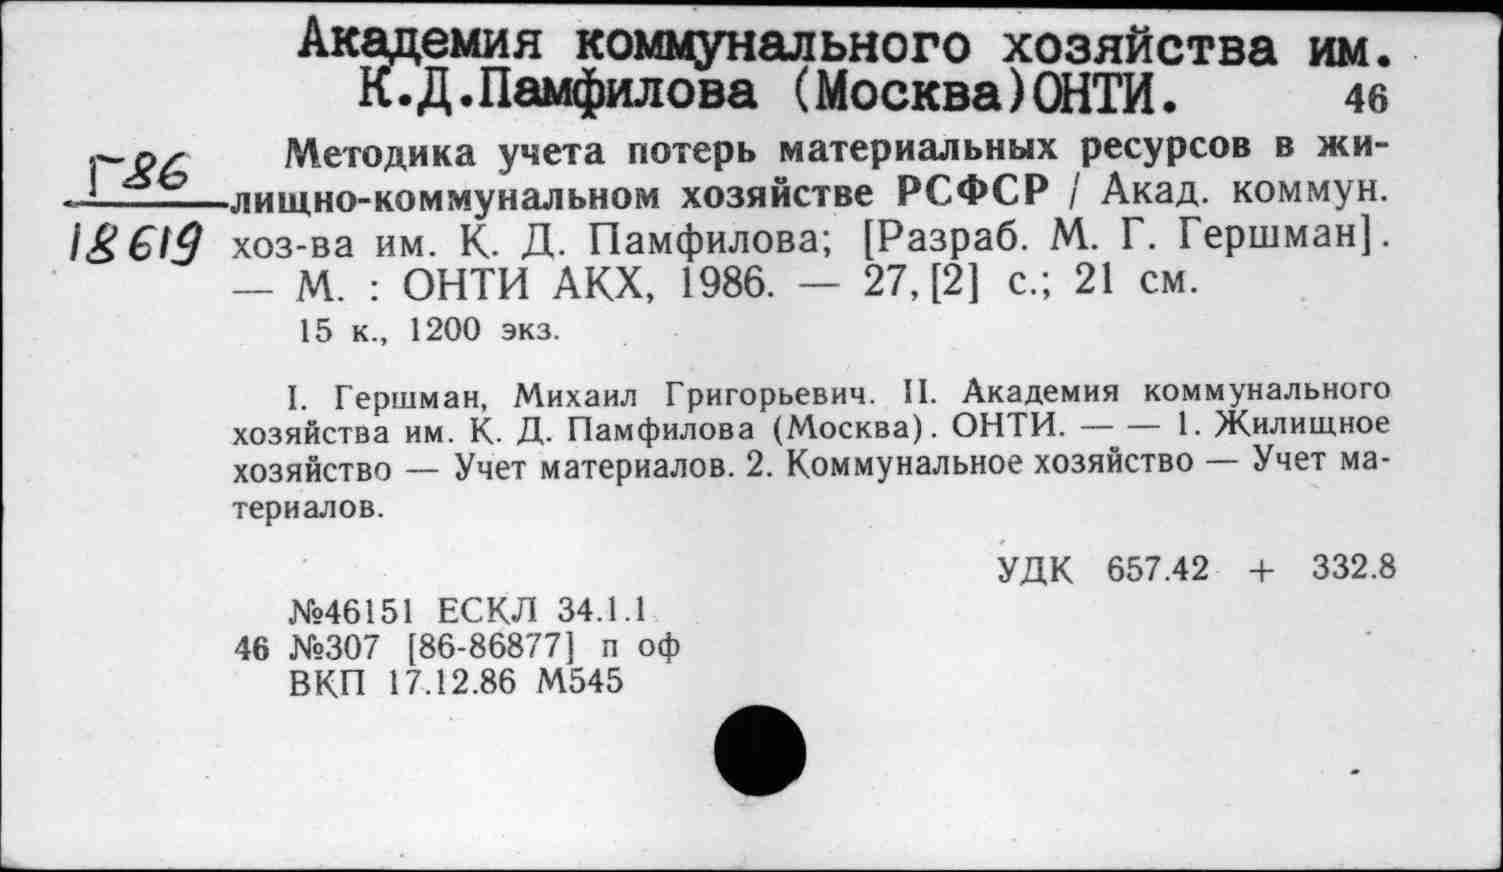 Академия коммунального хозяйства им.
К.Д.Памфилова (Москва)ОНТИ. 46
Г86
18619
Методика учета потерь материальных ресурсов в жи-
лищно-коммунальном хозяйстве РСФСР / Акад. коммун.
хоз-ва им. К. Д. Памфилова; [Разраб. М. Г. Гершман].
— М. : ОНТИ АКХ, 1986. — 27, [2] с.; 21 см.
15 к., 1200 экз.
I. Гершман, Михаил Григорьевич. II. Академия коммунального
хозяйства им. К. Д. Памфилова (Москва). ОНТИ. — — 1. Жилищное
хозяйство — Учет материалов. 2. Коммунальное хозяйство — Учет ма-
териалов.
УДК 657.42 + 332.8
№46151 ЕСКЛ 34.1.1
46 №307 [86-86877] п оф
ВКП 17.12.86 М545